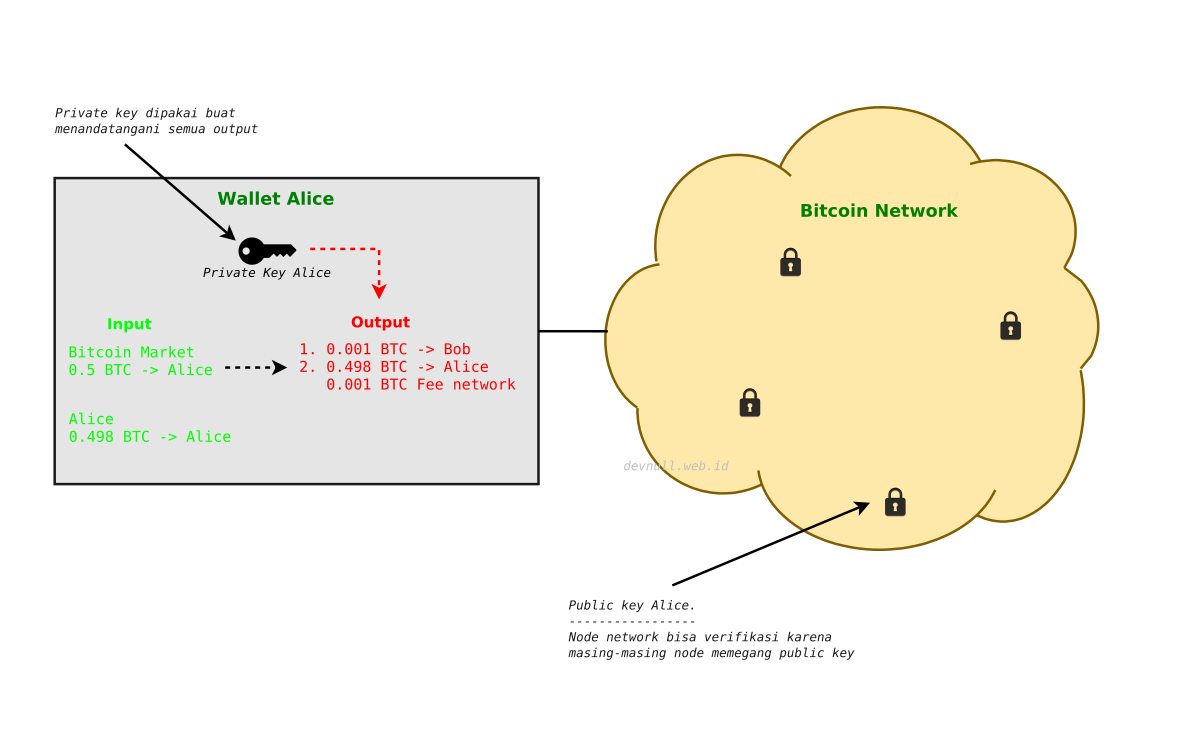 Private key dipakai buat
menandatangani semua output
Wallet Alice
Private Key Alice
Input
Bitcoin Market
0.5 BTC -> Alice
Alice
0.498 BTC -> Alice
Output
1. 0.001 BTC -> Bob
2. 0.498 BTC -> Alice
0.001 BTC Fee network
Bitcoin Network
devnull.web.id
Public key Alice.
-----------------
Node network bisa verifikasi karena
masing-masing node memegang public key